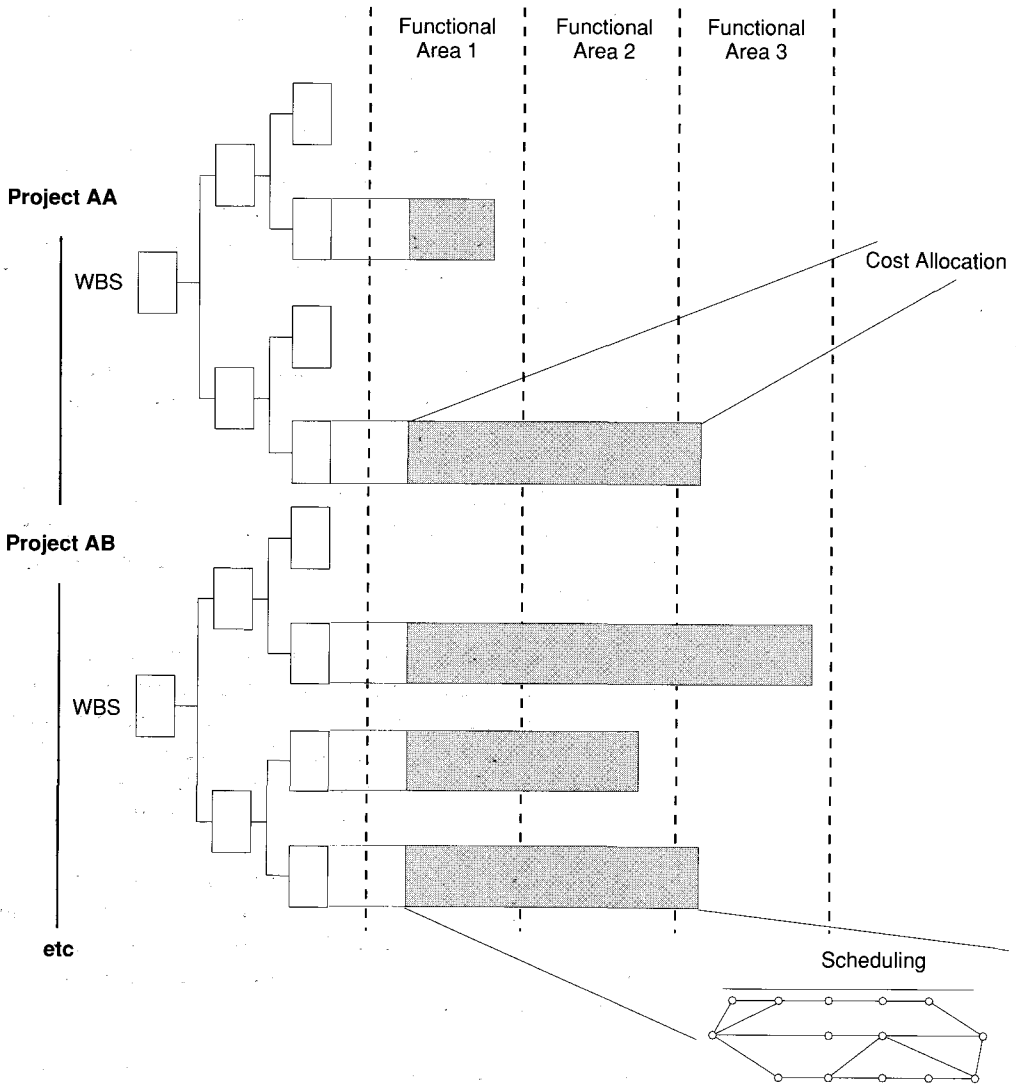 Functional
Area 1
Functional
Area 2
Functional
Area 3
Project AA
WBS
Cost Allocation
Project AB
WBS
etc
Scheduling